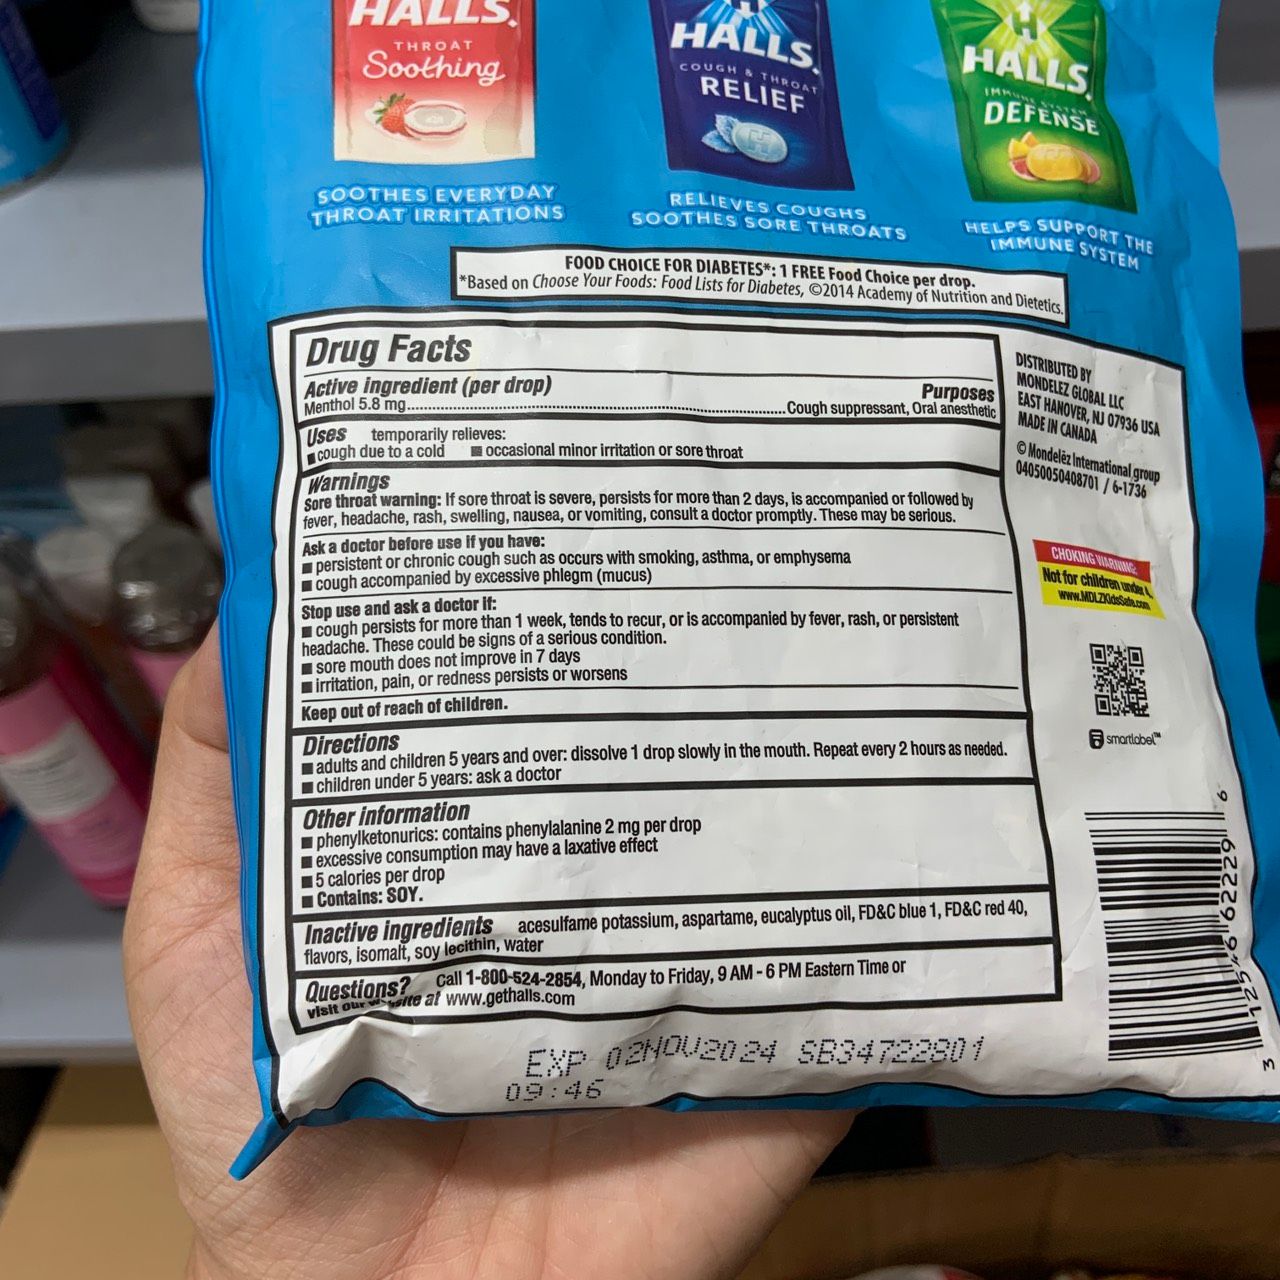 HALLS.
THROAT
Soothing
SOOTHES EVERYDAY
THROAT IRRITATIONS
HALLS.
COUGH & THROAT
RELIEF
RELIEVES COUGHS
SOOTHES SORE THROATS
HALLS.
IMMUNE SYSTEM
DEFENSE
HELPS SUPPORT THE
IMMUNE SYSTEM
FOOD CHOICE FOR DIABETES*: 1 FREE Food Choice per drop.
*Based on Choose Your Foods: Food Lists for Diabetes, ©2014 Academy of Nutrition and Dietetics.
Drug Facts
Active ingredient (per drop) Purposes
Menthol 5.8 mg.......Cough suppressant, Oral anesthetic
Uses temporarily relieves:
■ cough due to a cold ■ occasional minor irritation or sore throat
Warnings
Sore throat warning: If sore throat is severe, persists for more than 2 days, is accompanied or followed by
fever, headache, rash, swelling, nausea, or vomiting, consult a doctor promptly. These may be serious.
Ask a doctor before use if you have:
■ persistent or chronic cough such as occurs with smoking, asthma, or emphysema
■ cough accompanied by excessive phlegm (mucus)
Stop use and ask a doctor if:
■ cough persists for more than 1 week, tends to recur, or is accompanied by fever, rash, or persistent
headache. These could be signs of a serious condition.
■ sore mouth does not improve in 7 days
■ irritation, pain, or redness persists or worsens
Keep out of reach of children.
Directions
■ adults and children 5 years and over: dissolve 1 drop slowly in the mouth. Repeat every 2 hours as needed.
■ children under 5 years: ask a doctor
Other information
■ phenylketonurics: contains phenylalanine 2 mg per drop
■ excessive consumption may have a laxative effect
■ 5 calories per drop
■ Contains: SOY.
Inactive ingredients acesulfame potassium, aspartame, eucalyptus oil, FD&C blue 1, FD&C red 40,
flavors, isomalt, soy lecithin, water
Questions? Call 1-800-524-2854, Monday to Friday, 9 AM - 6 PM Eastern Time or
visit our website at www.gethalls.com
DISTRIBUTED BY
MONDELEZ GLOBAL LLC
EAST HANOVER, NJ 07936 USA
MADE IN CANADA
© Mondelēz International group
04050050408701 / 6-1736
CHOKING WARNING:
Not for children under 4.
www.MDLZKidsSafe.com
smartlabel™
3 12546 62229 6
EXP 02NOV2024 SB34722801
09:46